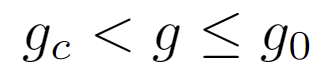 g_c < g ≤ g_0